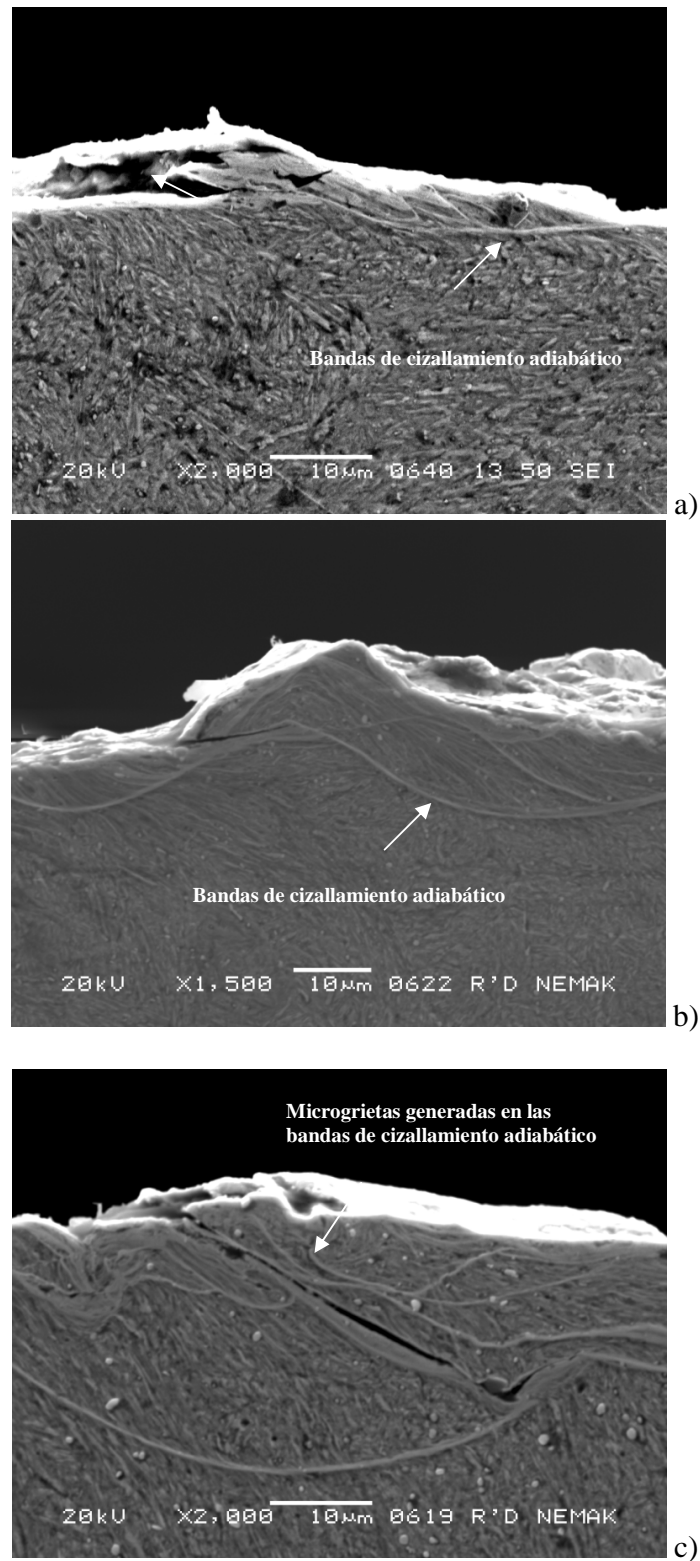 Bandas de cizallamiento adiabático
20kV X2,000 10µm 0640 13 50 SEI
a)
Bandas de cizallamiento adiabático
20kV X1,500 10µm 0622 R'D NEMAK
b)
Microgrietas generadas en las
bandas de cizallamiento adiabático
20kV X2,000 10µm 0619 R'D NEMAK
c)